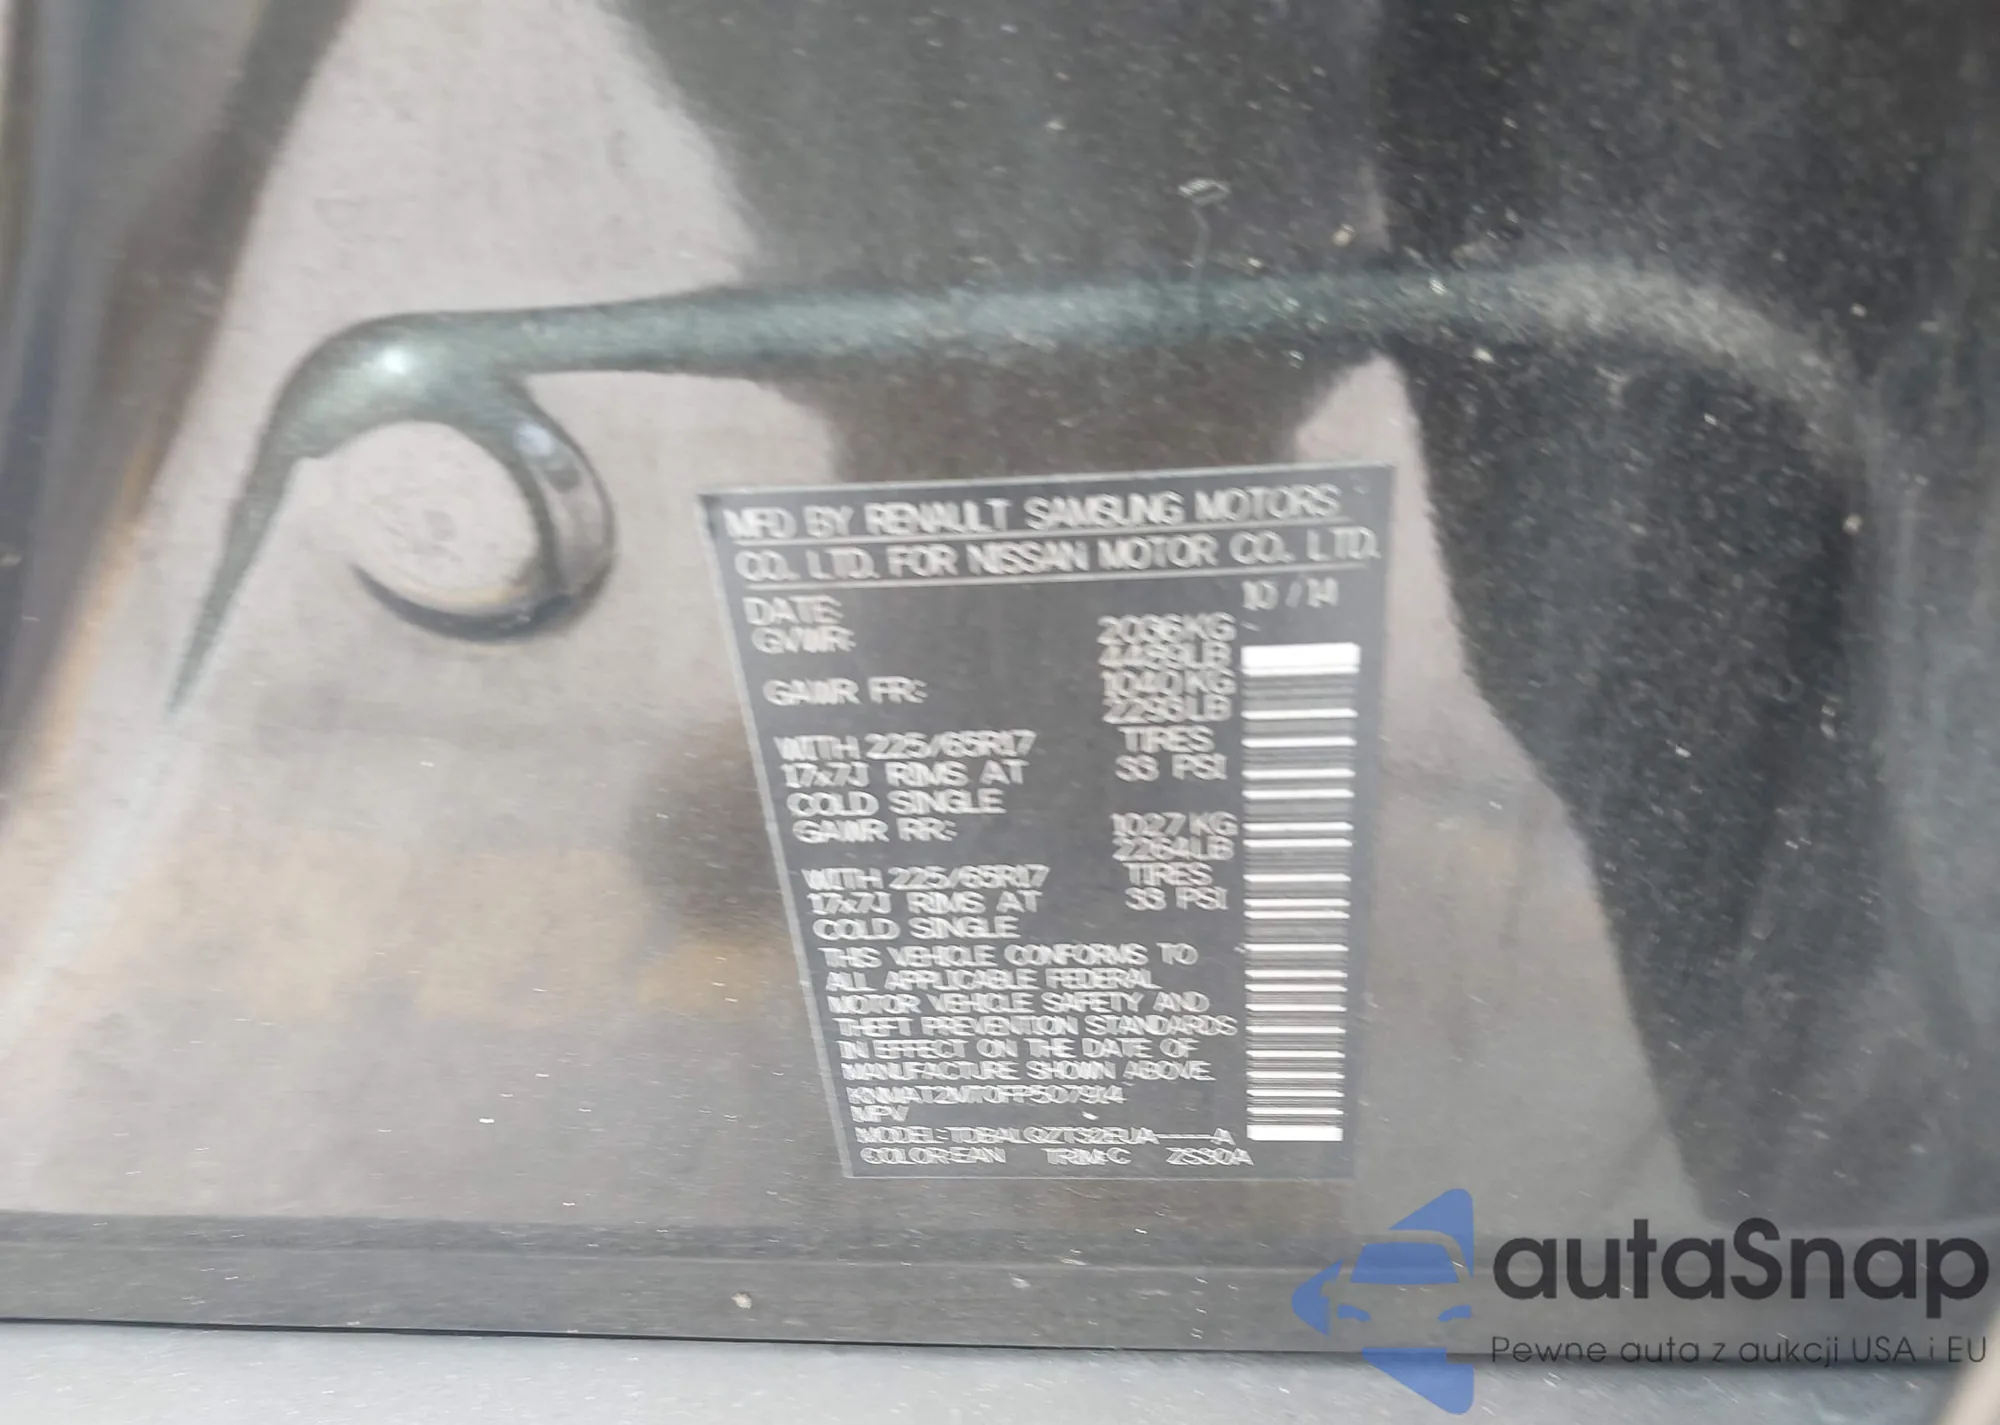 MFD BY RENAULT SAMSUNG MOTORS
CO., LTD. FOR NISSAN MOTOR CO., LTD.
DATE: 10 / 14
GVWR: 2036KG
4489LB
GAWR FR: 1040KG
2293LB
WITH 225/65R17 TIRES
17x7J RIMS AT 33 PSI
COLD SINGLE
GAWR RR: 1027KG
2264LB
WITH 225/65R17 TIRES
17x7J RIMS AT 33 PSI
COLD SINGLE
THIS VEHICLE CONFORMS TO
ALL APPLICABLE FEDERAL
MOTOR VEHICLE SAFETY AND
THEFT PREVENTION STANDARDS
IN EFFECT ON THE DATE OF
MANUFACTURE SHOWN ABOVE.
KNMAT2MT0FP507914
MPV
MODEL:
COLOR:EAN TRIM:C
autaSnap
Pewne auta z aukcji USA i EU